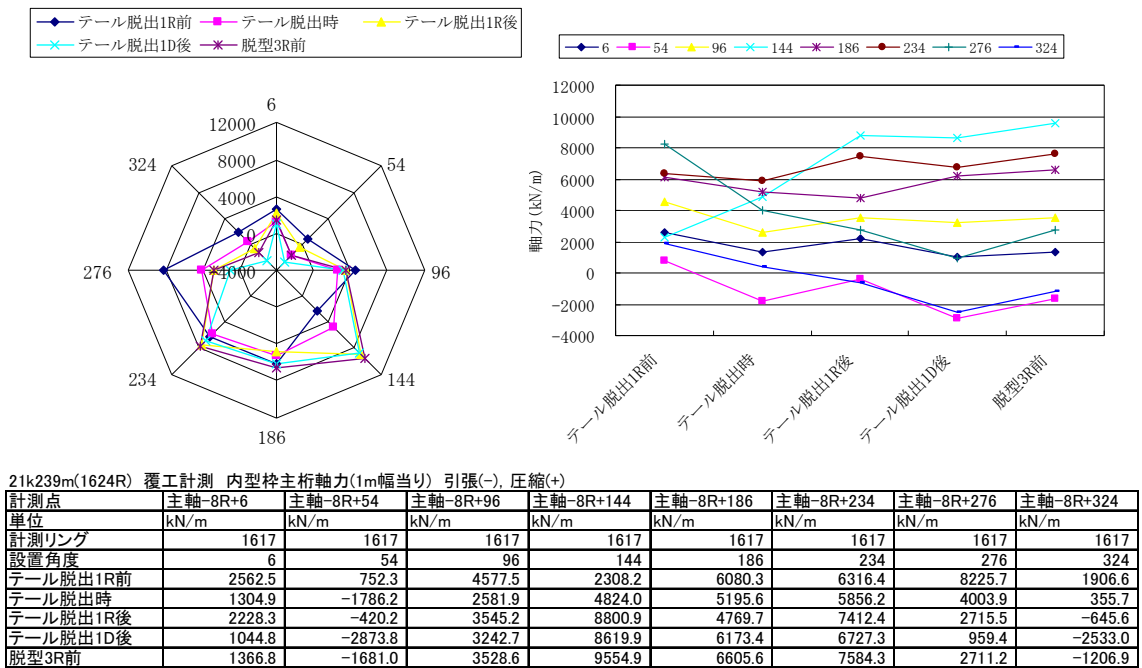 テール脱出1R前 テール脱出時 テール脱出1R後
テール脱出1D後 脱型3R前
6
12000
8000
4000
0
-4000
54
96
144
186
234
276
324
6 54 96 144 186 234 276 324
12000
10000
8000
6000
4000
2000
0
-2000
-4000
軸力(kN/m)
テール脱出1R前
テール脱出時
テール脱出1R後
テール脱出1D後
脱型3R前
21k239m(1624R) 覆工計測 内型枠主桁軸力(1m幅当り) 引張(-), 圧縮(+)
計測点 主軸-8R+6 主軸-8R+54 主軸-8R+96 主軸-8R+144 主軸-8R+186 主軸-8R+234 主軸-8R+276 主軸-8R+324
単位 kN/m kN/m kN/m kN/m kN/m kN/m kN/m kN/m
計測リング 1617 1617 1617 1617 1617 1617 1617 1617
設置角度 6 54 96 144 186 234 276 324
テール脱出1R前 2562.5 752.3 4577.5 2308.2 6080.3 6316.4 8225.7 1906.6
テール脱出時 1304.9 -1786.2 2581.9 4824.0 5195.6 5856.2 4003.9 355.7
テール脱出1R後 2228.3 -420.2 3545.2 8800.9 4769.7 7412.4 2715.5 -645.6
テール脱出1D後 1044.8 -2873.8 3242.7 8619.9 6173.4 6727.3 959.4 -2533.0
脱型3R前 1366.8 -1681.0 3528.6 9554.9 6605.6 7584.3 2711.2 -1206.9